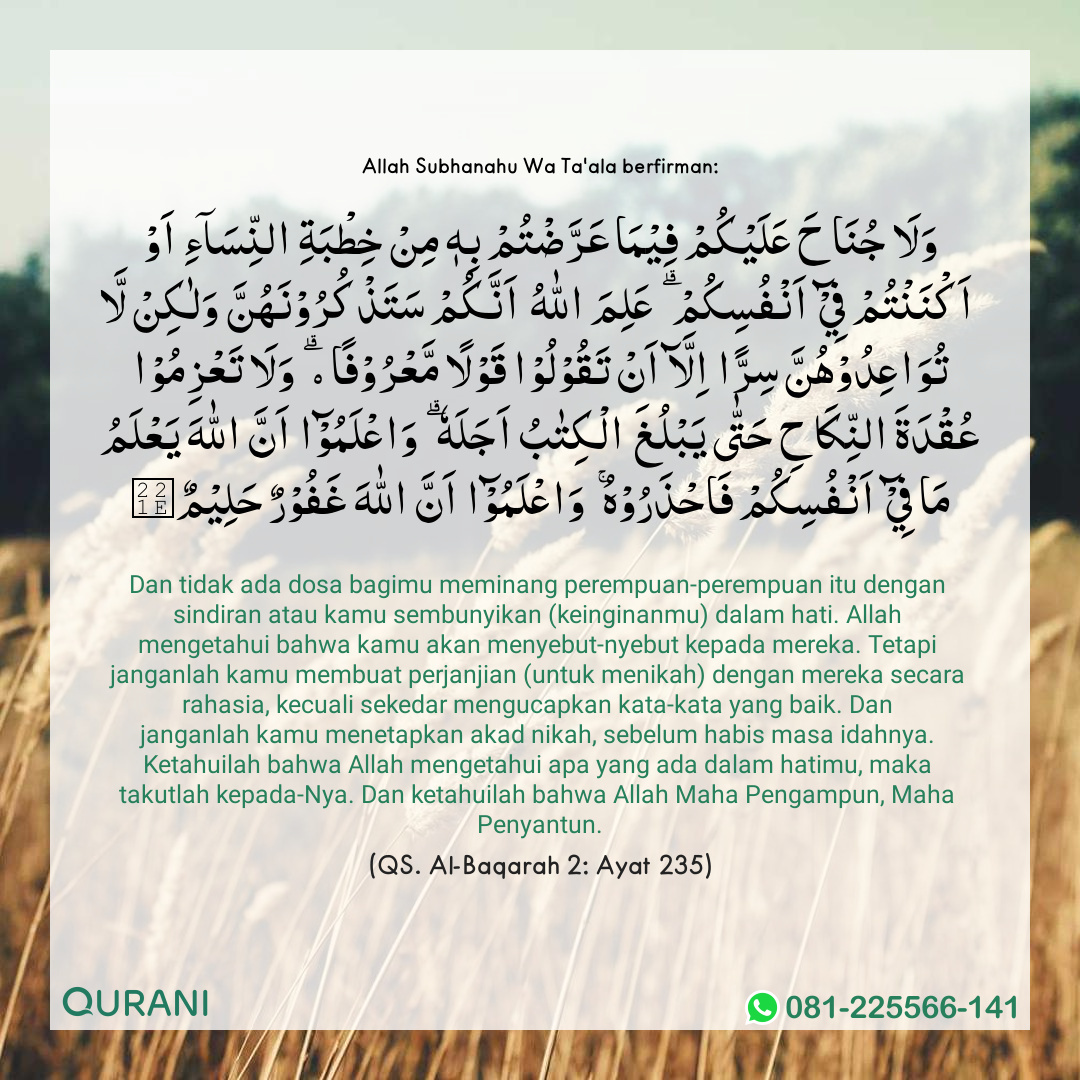 Allah Subhanahu Wa Ta'ala berfirman:
وَلَا جُنَاحَ عَلَيْكُمْ فِيْمَا عَرَّضْتُمْ بِهٖ مِنْ خِطْبَةِ النِّسَاۤءِ اَوْ
اَكْنَنْتُمْ فِيْٓ اَنْفُسِكُمْ ۗ عَلِمَ اللّٰهُ اَنَّكُمْ سَتَذْكُرُوْنَهُنَّ وَلٰكِنْ لَّا
تُوَاعِدُوْهُنَّ سِرًّا اِلَّآ اَنْ تَقُوْلُوْا قَوْلًا مَّعْرُوْفًا ەۗ وَلَا تَعْزِمُوْا
عُقْدَةَ النِّكَاحِ حَتّٰى يَبْلُغَ الْكِتٰبُ اَجَلَهٗ ۗ وَاعْلَمُوْٓا اَنَّ اللّٰهَ يَعْلَمُ
مَا فِيْٓ اَنْفُسِكُمْ فَاحْذَرُوْهُ ۚ وَاعْلَمُوْٓا اَنَّ اللّٰهَ غَفُوْرٌ حَلِيْمٌ
Dan tidak ada dosa bagimu meminang perempuan-perempuan itu dengan
sindiran atau kamu sembunyikan (keinginanmu) dalam hati. Allah
mengetahui bahwa kamu akan menyebut-nyebut kepada mereka. Tetapi
janganlah kamu membuat perjanjian (untuk menikah) dengan mereka secara
rahasia, kecuali sekedar mengucapkan kata-kata yang baik. Dan
janganlah kamu menetapkan akad nikah, sebelum habis masa idahnya.
Ketahuilah bahwa Allah mengetahui apa yang ada dalam hatimu, maka
takutlah kepada-Nya. Dan ketahuilah bahwa Allah Maha Pengampun, Maha
Penyantun.
(QS. Al-Baqarah 2: Ayat 235)
QURANI
081-225566-141